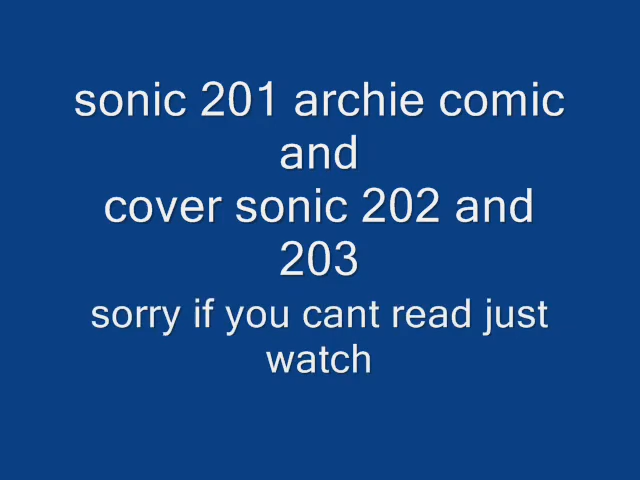 sonic 201 archie comic
and
cover sonic 202 and
203
sorry if you cant read just
watch